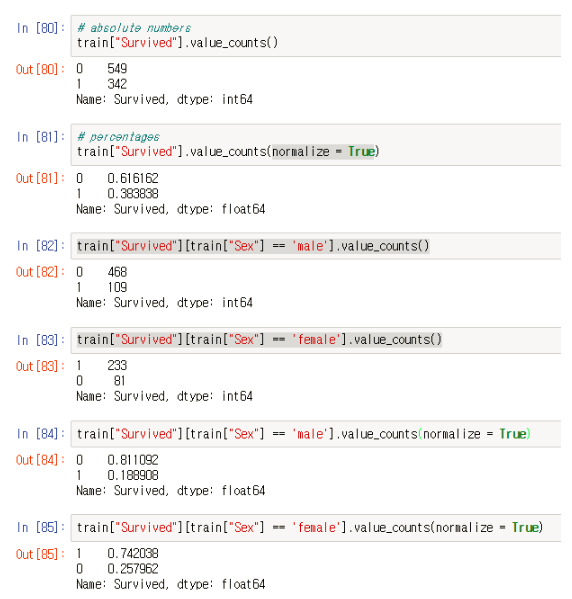 In [80]: # absolute numbers
train["Survived"].value_counts()
Out[80]: 0    549
1    342
Name: Survived, dtype: int64
In [81]: # percentages
train["Survived"].value_counts(normalize = True)
Out[81]: 0    0.616162
1    0.383838
Name: Survived, dtype: float64
In [82]: train["Survived"][train["Sex"] == 'male'].value_counts()
Out[82]: 0    468
1    109
Name: Survived, dtype: int64
In [83]: train["Survived"][train["Sex"] == 'female'].value_counts()
Out[83]: 1    233
0     81
Name: Survived, dtype: int64
In [84]: train["Survived"][train["Sex"] == 'male'].value_counts(normalize = True)
Out[84]: 0    0.811092
1    0.188908
Name: Survived, dtype: float64
In [85]: train["Survived"][train["Sex"] == 'female'].value_counts(normalize = True)
Out[85]: 1    0.742038
0    0.257962
Name: Survived, dtype: float64